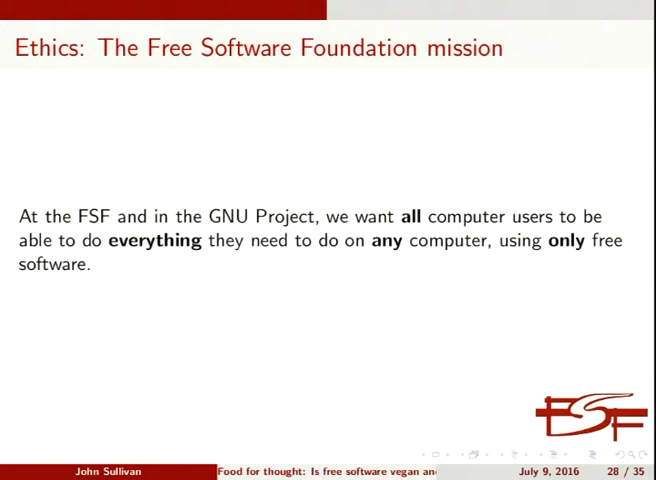 Ethics: The Free Software Foundation mission
At the FSF and in the GNU Project, we want all computer users to be
able to do everything they need to do on any computer, using only free
software.
FSF
John Sullivan
Food for thought: Is free software vegan an
July 9, 2016
28 / 35